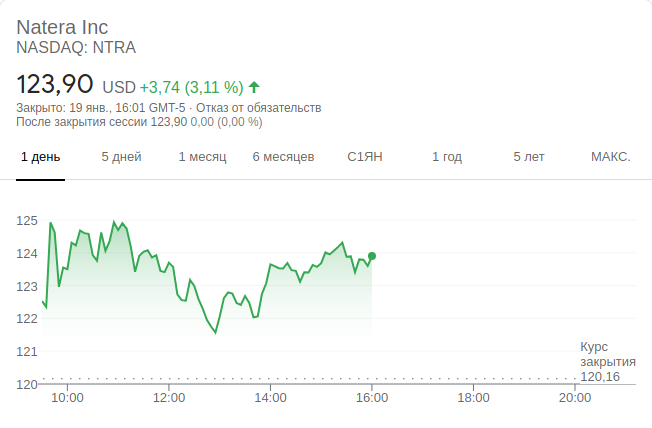 Natera Inc
NASDAQ: NTRA
123,90 USD +3,74 (3,11 %)
Закрыто: 19 янв., 16:01 GMT-5 · Отказ от обязательств
После закрытия сессии 123,90 0,00 (0,00 %)
1 день 5 дней 1 месяц 6 месяцев С1ЯН 1 год 5 лет МАКС.
125
124
123
122
121
120
Курс
закрытия
120,16
10:00 12:00 14:00 16:00 18:00 20:00